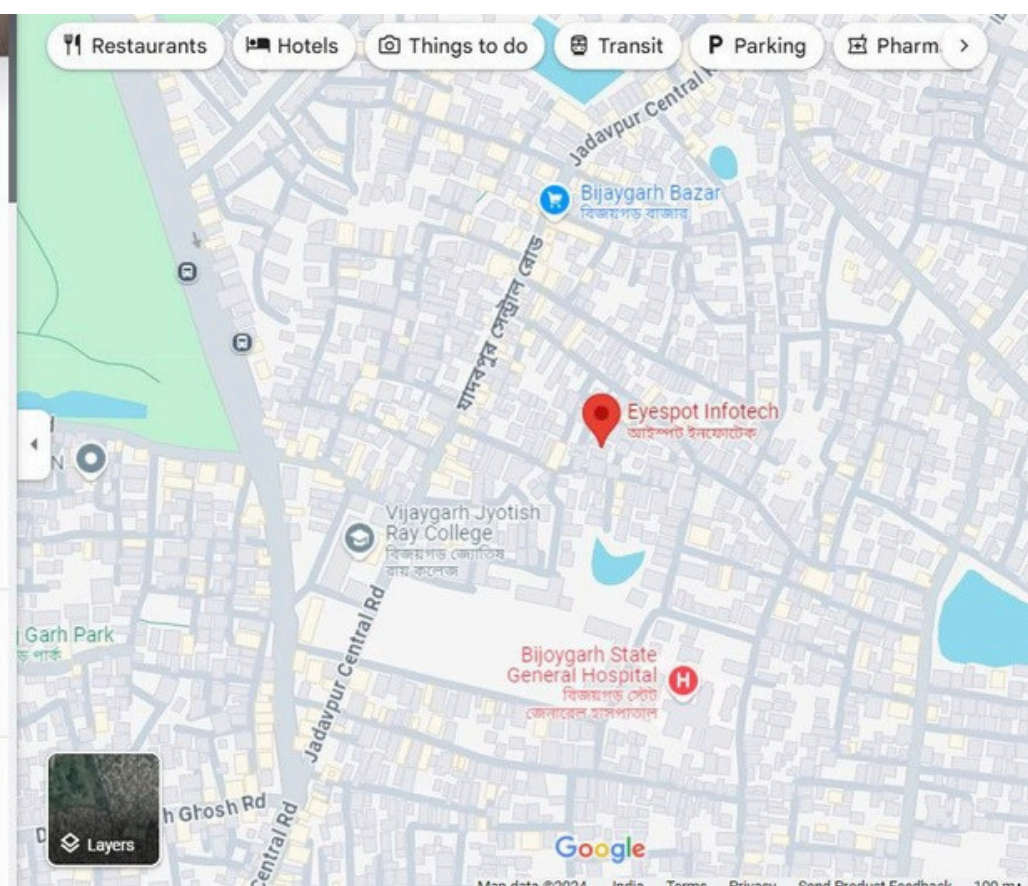 Restaurants
Hotels
Things to do
Transit
P Parking
Pharm
Jadavpur Central
Bijaygarh Bazar
বিজয়গড় বাজার
যাদবপুর সেন্ট্রাল রোড
Eyespot Infotech
আইস্পট ইনফোটেক
N
Vijaygarh Jyotish
Ray College
বিজয়গড় জ্যোতিষ
রায় কলেজ
Jadavpur Central Rd
Garh Park
পার্ক
Bijoygarh State
General Hospital
H
বিজয়গড় স্টেট
জেনারেল হাসপাতাল
h Ghosh Rd
entral Rd
Layers
Google
Map data ©2024 India Terms Privacy Send Product Feedback 100 m